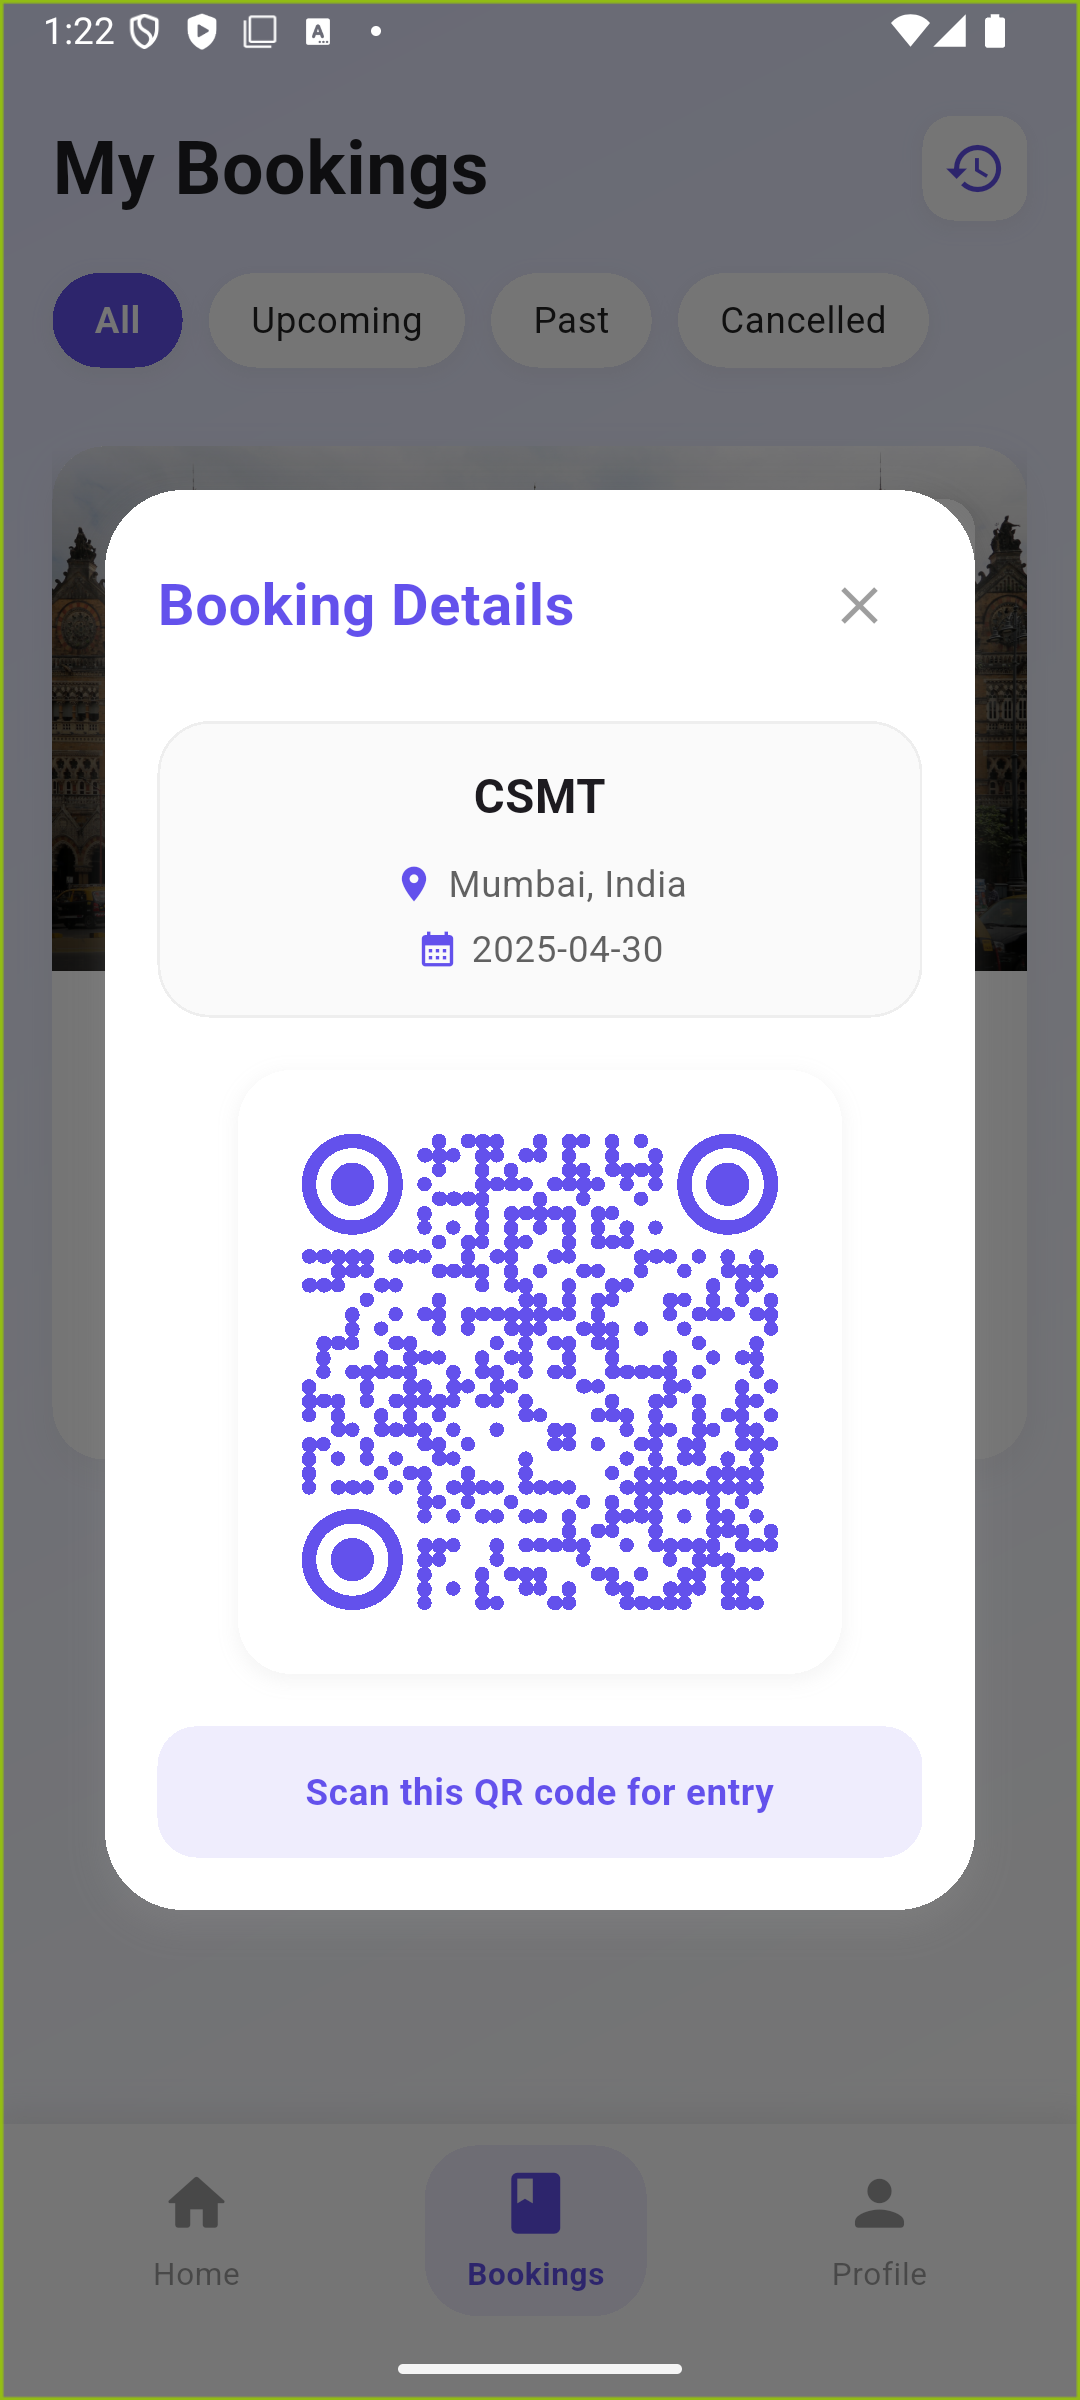 1:22
My Bookings
All
Upcoming
Past
Cancelled
Booking Details
CSMT
Mumbai, India
2025-04-30
Scan this QR code for entry
Home
Bookings
Profile